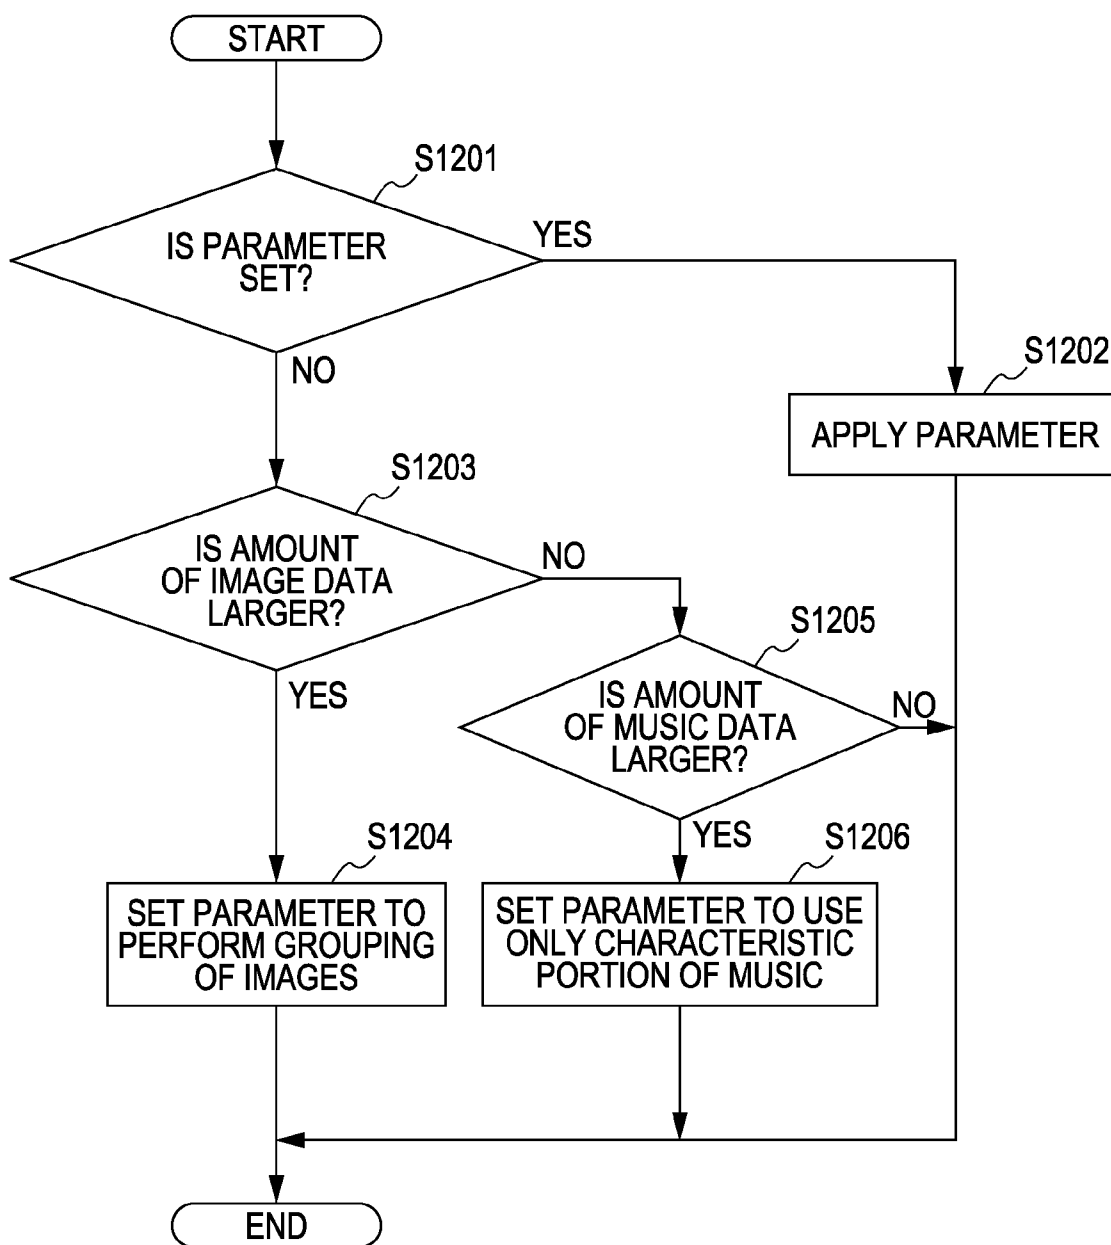 START
S1201
IS PARAMETER
SET?
YES
NO
S1202
APPLY PARAMETER
S1203
IS AMOUNT
OF IMAGE DATA
LARGER?
NO
YES
S1205
IS AMOUNT
OF MUSIC DATA
LARGER?
NO
YES
S1204
SET PARAMETER TO
PERFORM GROUPING
OF IMAGES
S1206
SET PARAMETER TO USE
ONLY CHARACTERISTIC
PORTION OF MUSIC
END